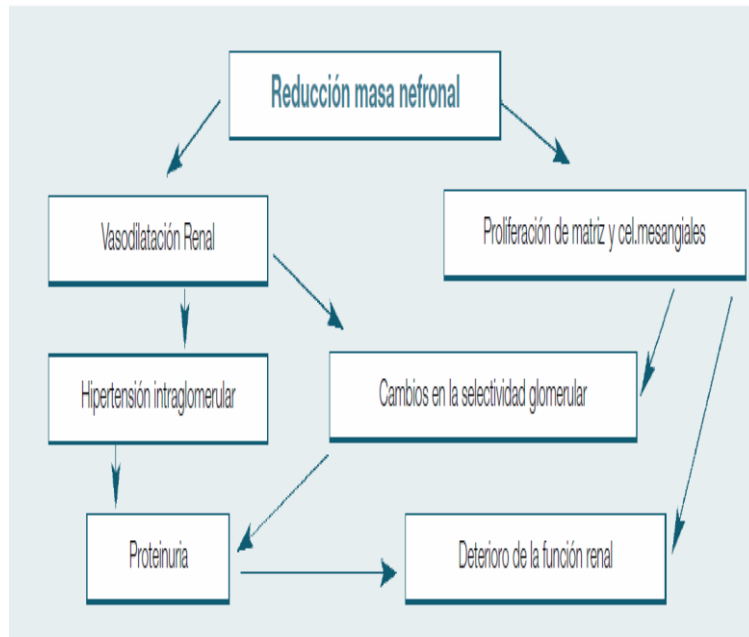 Reducción masa nefronal
Vasodilatación Renal
Proliferación de matriz y cel.mesangiales
Hipertensión intraglomerular
Cambios en la selectividad glomerular
Proteinuria
Deterioro de la función renal